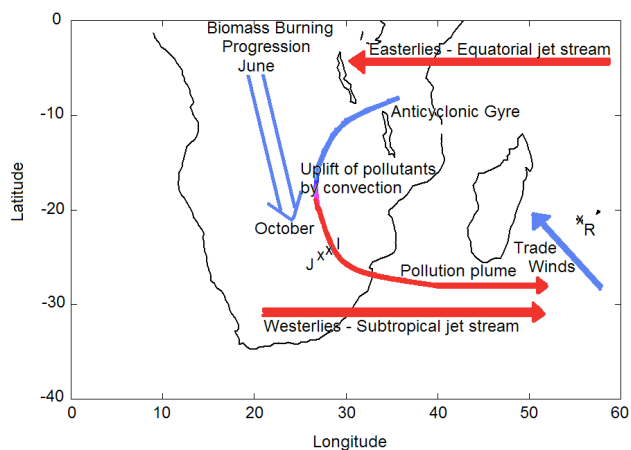 Biomass Burning
Progression
June
Easterlies - Equatorial jet stream
Anticyclonic Gyre
Uplift of pollutants
by convection
October
R
Trade
Winds
J
I
Pollution plume
Westerlies - Subtropical jet stream
0
-10
-20
-30
-40
Latitude
0 10 20 30 40 50 60
Longitude